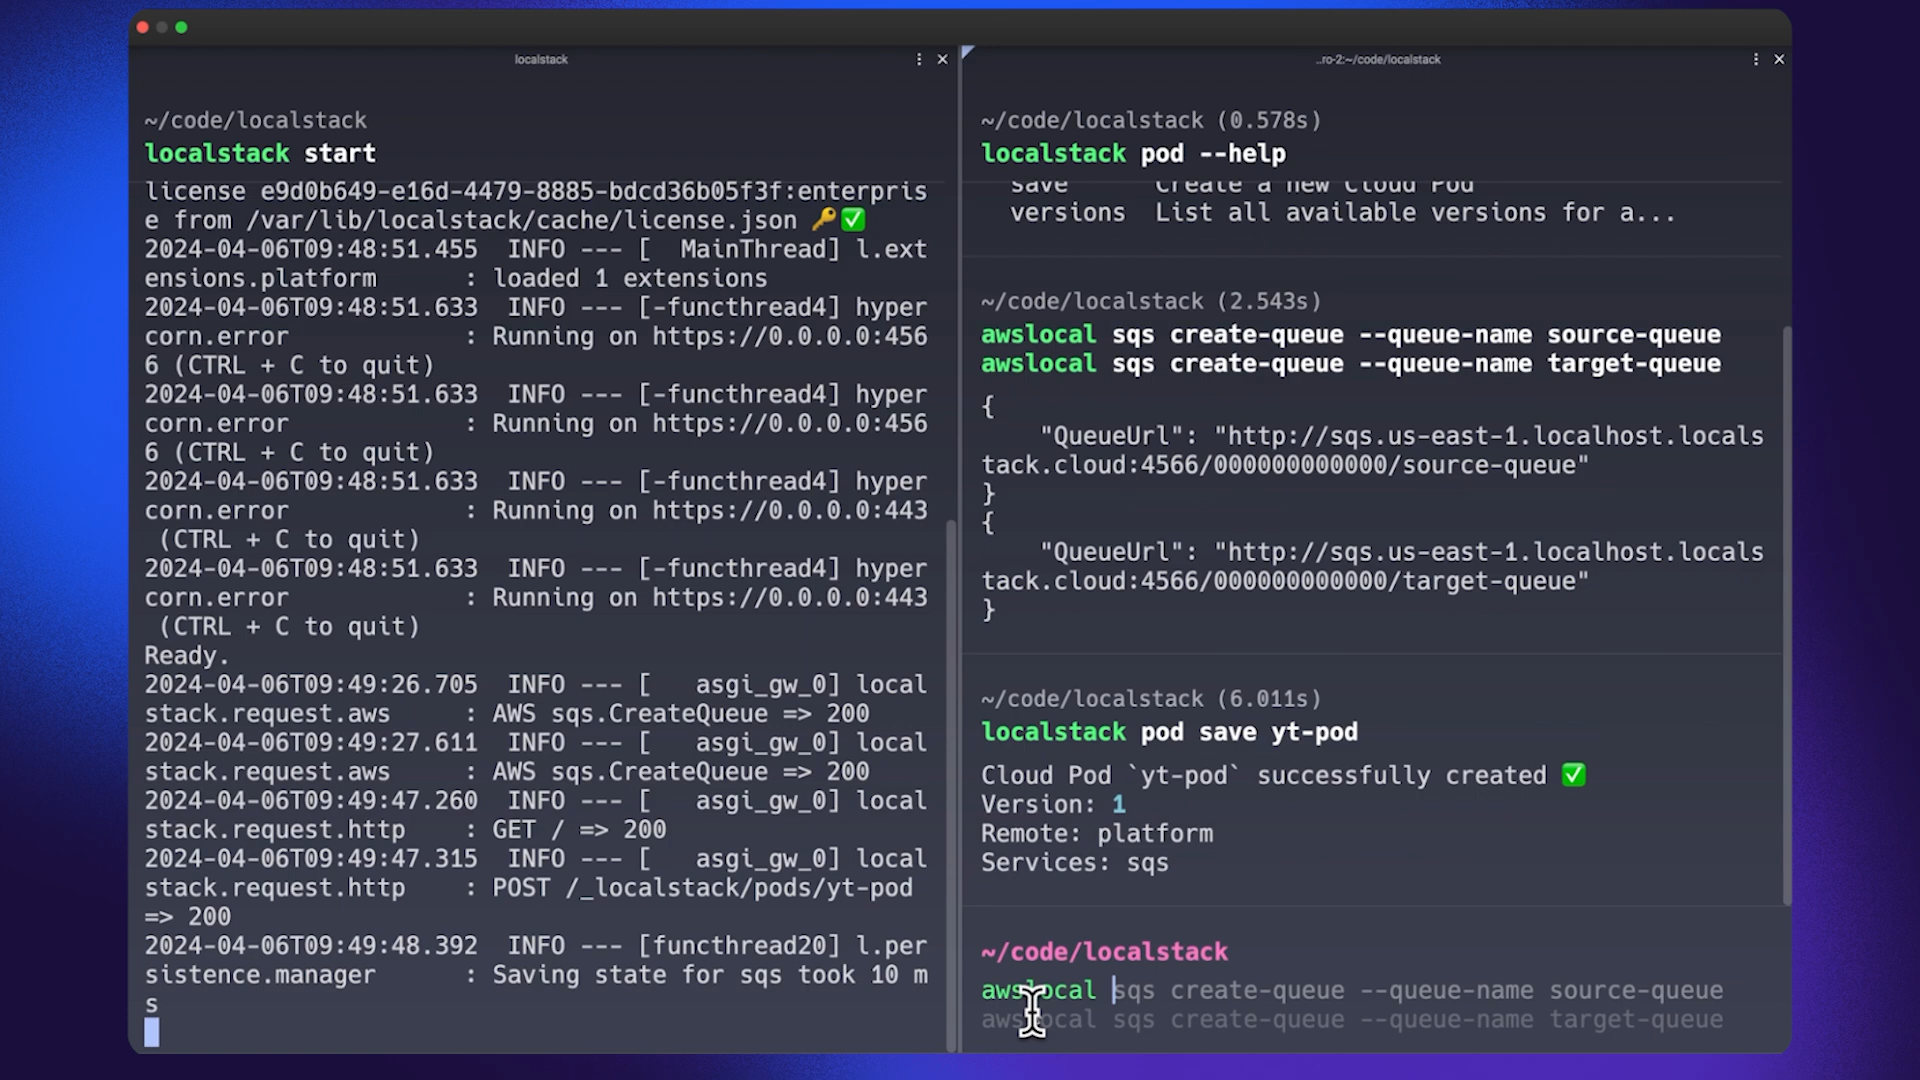 localstack
~/code/localstack
localstack start
license e9d0b649-e16d-4479-8885-bdcd36b05f3f:enterpris
e from /var/lib/localstack/cache/license.json 🔑✅
2024-04-06T09:48:51.455  INFO --- [  MainThread] l.ext
ensions.platform      : loaded 1 extensions
2024-04-06T09:48:51.633  INFO --- [-functhread4] hyper
corn.error            : Running on https://0.0.0.0:456
6 (CTRL + C to quit)
2024-04-06T09:48:51.633  INFO --- [-functhread4] hyper
corn.error            : Running on https://0.0.0.0:456
6 (CTRL + C to quit)
2024-04-06T09:48:51.633  INFO --- [-functhread4] hyper
corn.error            : Running on https://0.0.0.0:443
 (CTRL + C to quit)
2024-04-06T09:48:51.633  INFO --- [-functhread4] hyper
corn.error            : Running on https://0.0.0.0:443
 (CTRL + C to quit)
Ready.
2024-04-06T09:49:26.705  INFO --- [   asgi_gw_0] local
stack.request.aws     : AWS sqs.CreateQueue => 200
2024-04-06T09:49:27.611  INFO --- [   asgi_gw_0] local
stack.request.aws     : AWS sqs.CreateQueue => 200
2024-04-06T09:49:47.260  INFO --- [   asgi_gw_0] local
stack.request.http    : GET / => 200
2024-04-06T09:49:47.315  INFO --- [   asgi_gw_0] local
stack.request.http    : POST /_localstack/pods/yt-pod
=> 200
2024-04-06T09:49:48.392  INFO --- [functhread20] l.per
sistence.manager      : Saving state for sqs took 10 m
s
..ro-2:~/code/localstack
~/code/localstack (0.578s)
localstack pod --help
save      Create a new Cloud Pod
versions  List all available versions for a...
~/code/localstack (2.543s)
awslocal sqs create-queue --queue-name source-queue
awslocal sqs create-queue --queue-name target-queue
{
    "QueueUrl": "http://sqs.us-east-1.localhost.locals
tack.cloud:4566/000000000000/source-queue"
}
{
    "QueueUrl": "http://sqs.us-east-1.localhost.locals
tack.cloud:4566/000000000000/target-queue"
}
~/code/localstack (6.011s)
localstack pod save yt-pod
Cloud Pod `yt-pod` successfully created ✅
Version: 1
Remote: platform
Services: sqs
~/code/localstack
awslocal sqs create-queue --queue-name source-queue
awslocal sqs create-queue --queue-name target-queue